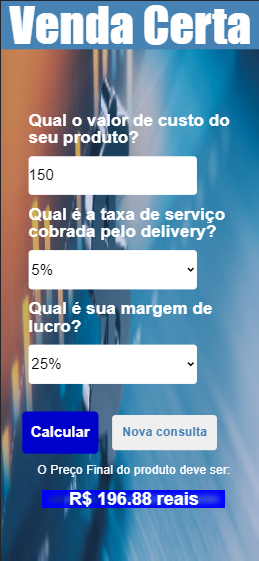 Venda Certa
Qual o valor de custo do
seu produto?
150
Qual é a taxa de serviço
cobrada pelo delivery?
5%
Qual é sua margem de
lucro?
25%
Calcular
Nova consulta
O Preço Final do produto deve ser:
R$ 196.88 reais